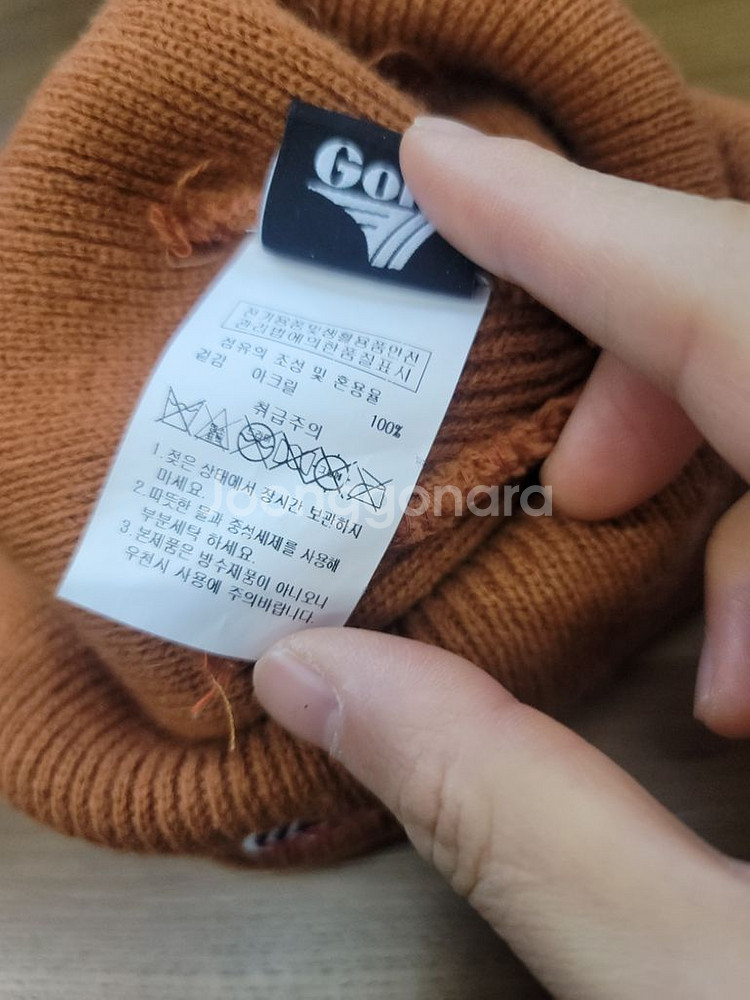 Gol
전기용품및생활용품안전
관리법에의한품질표시
섬유의 조성 및 혼용율
겉감 아크릴 100%
취급주의
1.젖은 상태에서 장시간 보관하지
마세요.
2.따뜻한 물과 중성세제를 사용해
부분세탁 하세요.
3.본제품은 방수제품이 아니오니
우천시 사용에 주의바랍니다.
Joonggonara